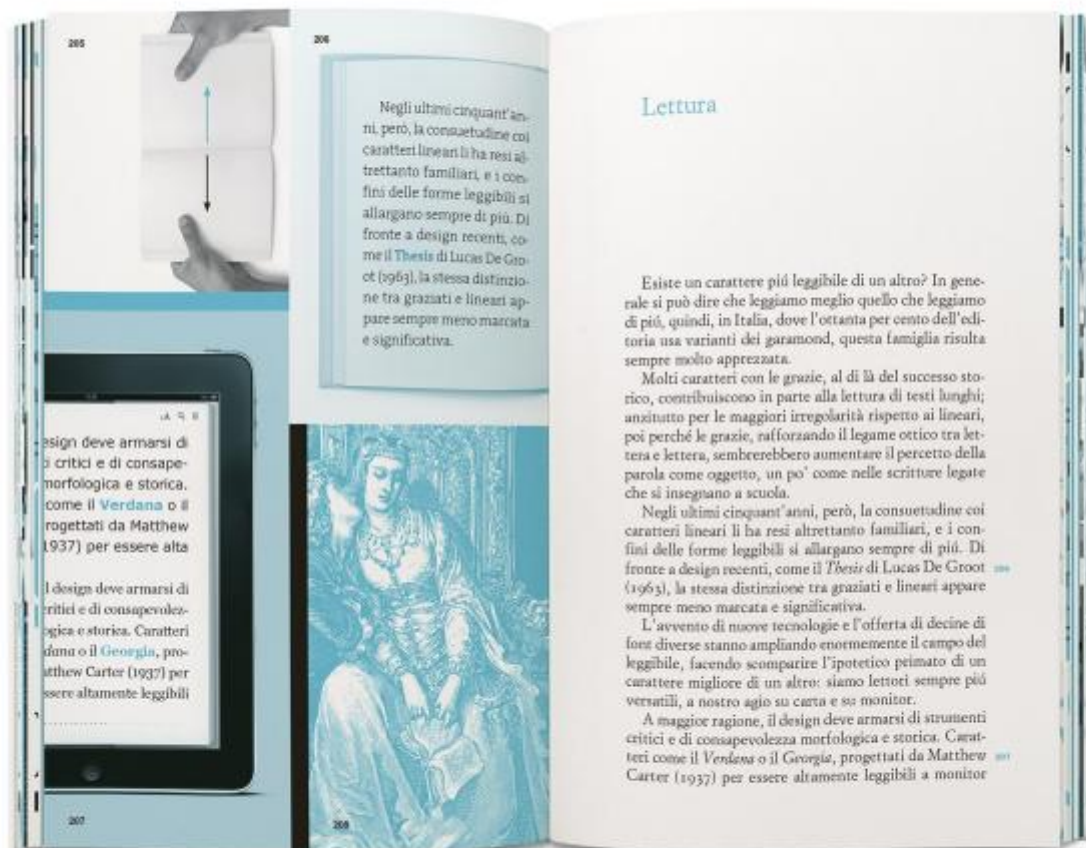 205
206
Negli ultimi cinquant'an-
ni, però, la consuetudine coi
caratteri lineari li ha resi al-
trettanto familiari, e i con-
fini delle forme leggibili si
allargano sempre di più. Di
fronte a design recenti, co-
me il Thesis di Lucas De Gro-
ot (1963), la stessa distinzio-
ne tra graziati e lineari ap-
pare sempre meno marcata
e significativa.
esign deve armarsi di
i critici e di consape-
morfologica e storica.
come il Verdana o il
rogettati da Matthew
1937) per essere alta
l design deve armarsi di
critici e di consapevolez-
ogica e storica. Caratteri
dana o il Georgia, pro-
atthew Carter (1937) per
ssere altamente leggibili
207
208
Lettura
Esiste un carattere piú leggibile di un altro? In gene-
rale si può dire che leggiamo meglio quello che leggiamo
di piú, quindi, in Italia, dove l'ottanta per cento dell'edi-
toria usa varianti dei garamond, questa famiglia risulta
sempre molto apprezzata.
Molti caratteri con le grazie, al di là del successo sto-
rico, contribuiscono in parte alla lettura di testi lunghi;
anzitutto per le maggiori irregolarità rispetto ai lineari,
poi perché le grazie, rafforzando il legame ottico tra let-
tera e lettera, sembrerebbero aumentare il percetto della
parola come oggetto, un po' come nelle scritture legate
che si insegnano a scuola.
Negli ultimi cinquant'anni, però, la consuetudine coi
caratteri lineari li ha resi altrettanto familiari, e i con-
fini delle forme leggibili si allargano sempre di piú. Di
fronte a design recenti, come il Thesis di Lucas De Groot
(1963), la stessa distinzione tra graziati e lineari appare
sempre meno marcata e significativa.
L'avvento di nuove tecnologie e l'offerta di decine di
font diverse stanno ampliando enormemente il campo del
leggibile, facendo scomparire l'ipotetico primato di un
carattere migliore di un altro: siamo lettori sempre piú
versatili, a nostro agio su carta e su monitor.
A maggior ragione, il design deve armarsi di strumenti
critici e di consapevolezza morfologica e storica. Carat-
teri come il Verdana o il Georgia, progettati da Matthew
Carter (1937) per essere altamente leggibili a monitor